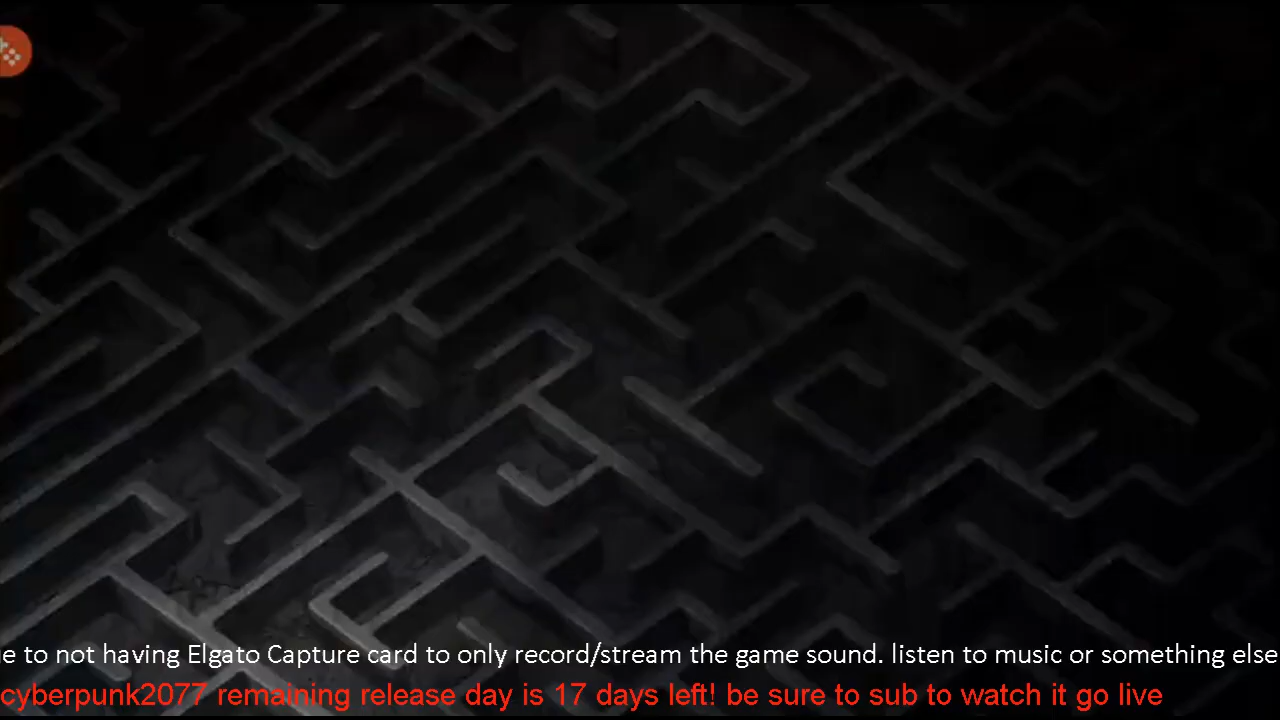 e to not having Elgato Capture card to only record/stream the game sound. listen to music or something else
cyberpunk2077 remaining release day is 17 days left! be sure to sub to watch it go live